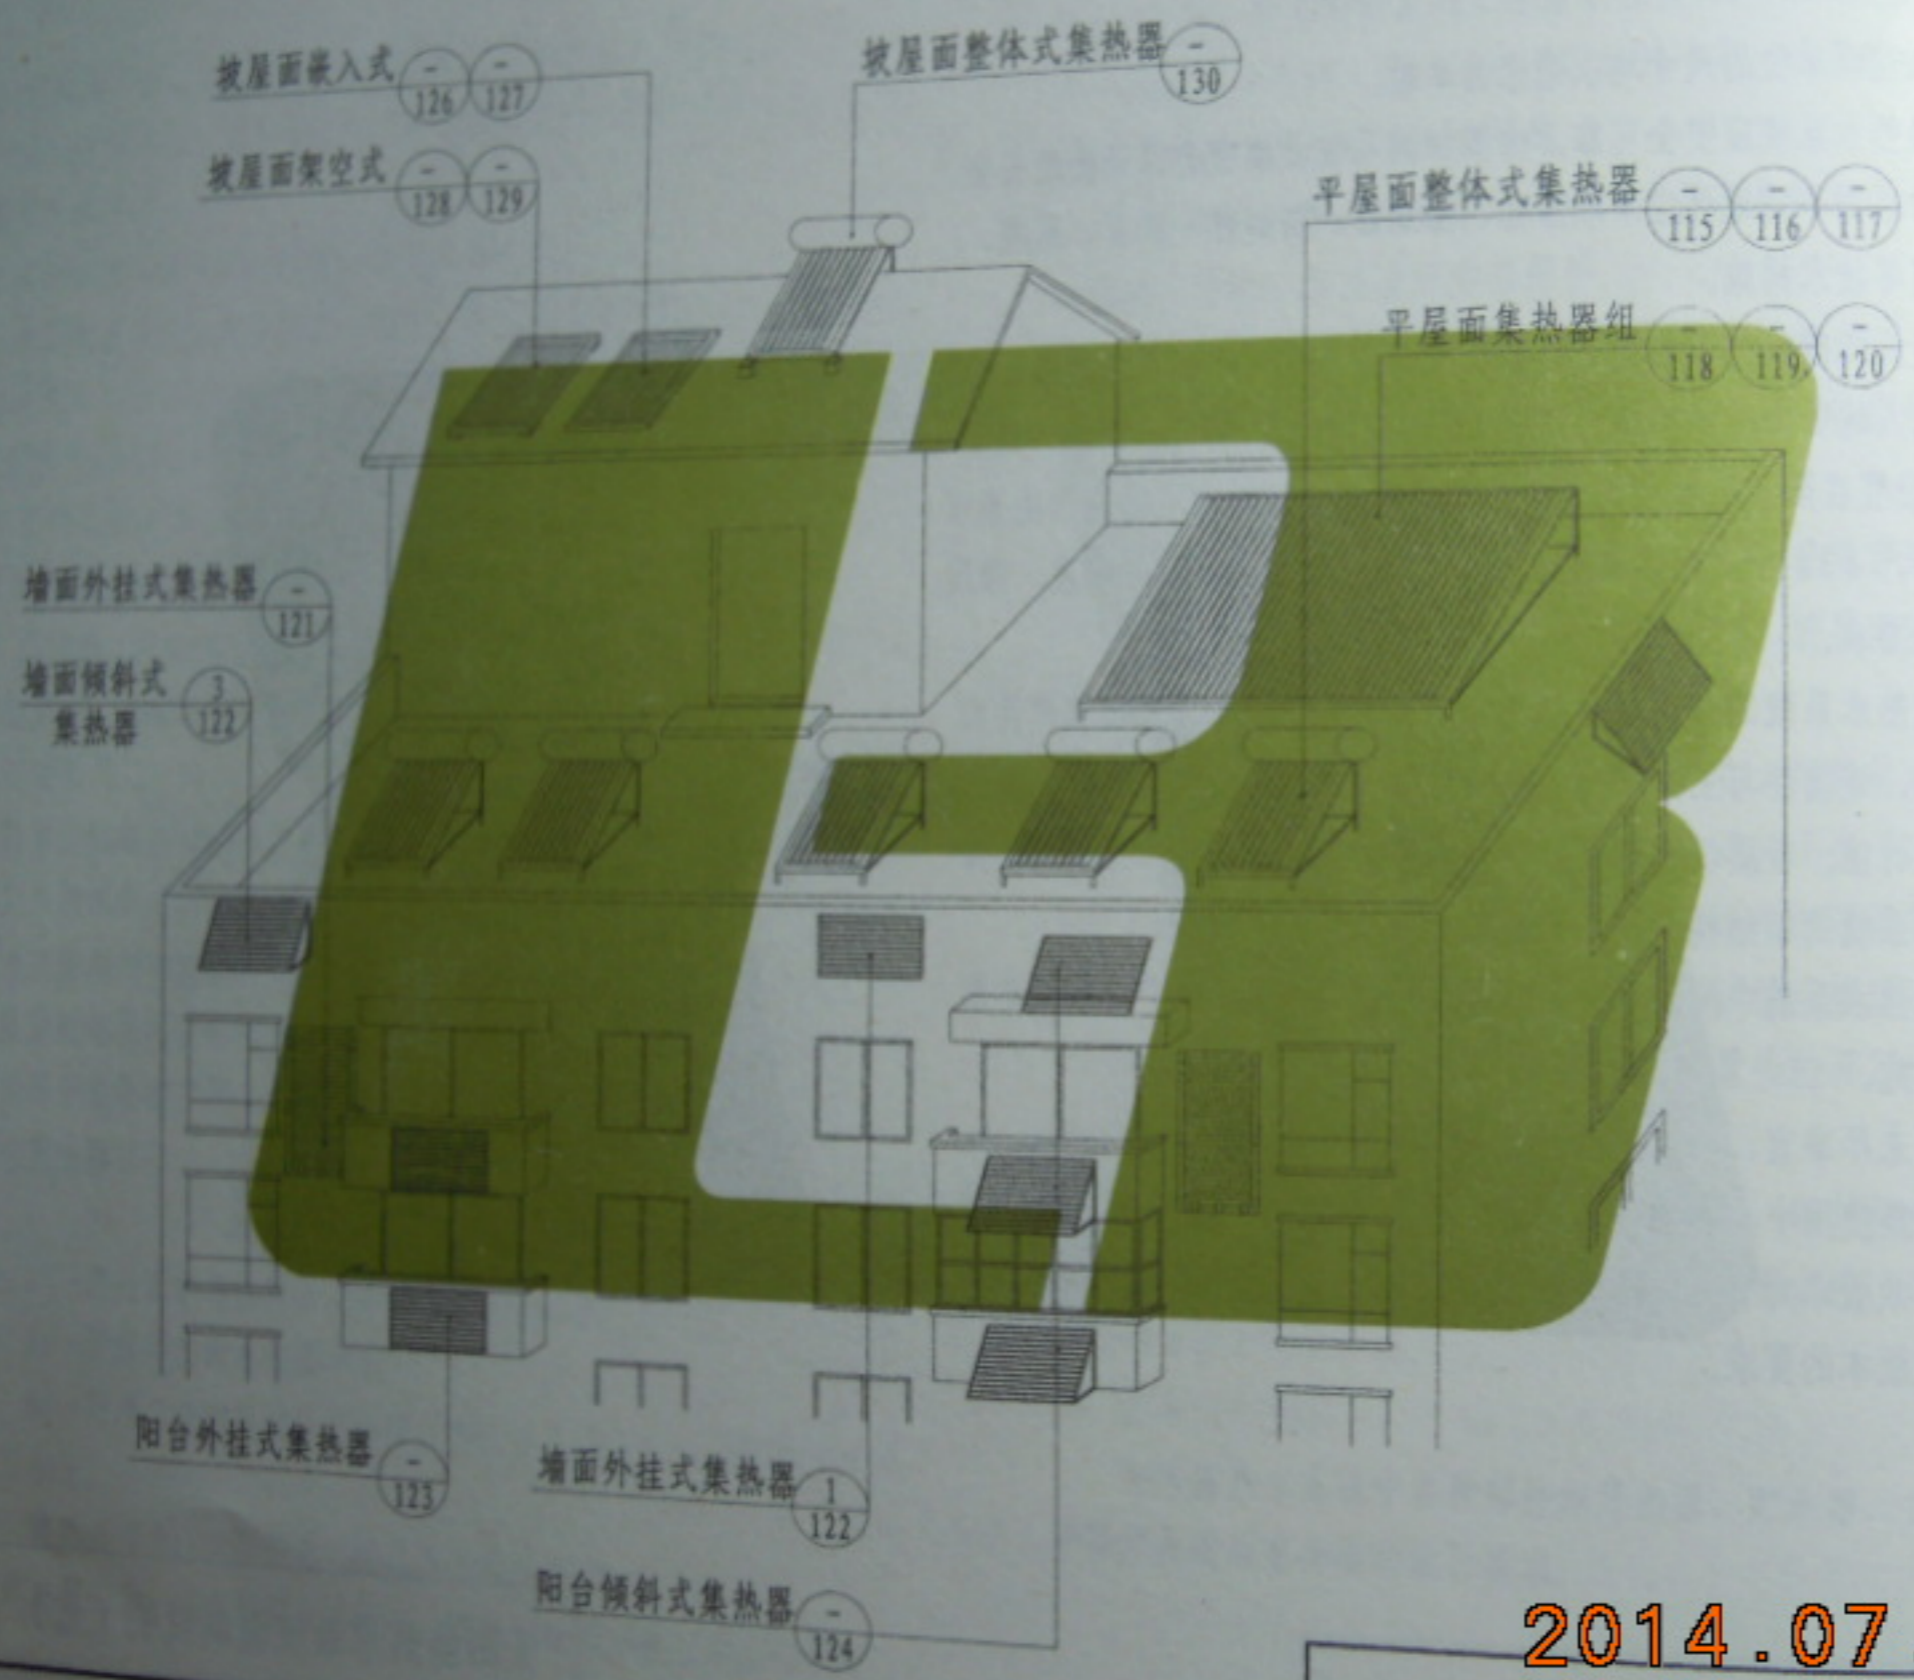 坡屋面嵌入式 - 126 - 127
坡屋面整体式集热器 - 130
坡屋面架空式 - 128 - 129
平屋面整体式集热器 - 115 - 116 - 117
平屋面集热器组 - 118 - 119 - 120
墙面外挂式集热器 - 121
墙面倾斜式 3 122
集热器
阳台外挂式集热器 - 123
墙面外挂式集热器 1 122
阳台倾斜式集热器 - 124
2014.07